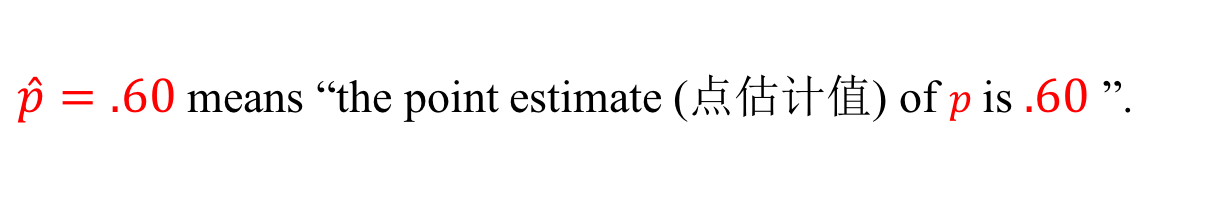 p̂ = .60 means “the point estimate (点估计值) of p is .60 ”.